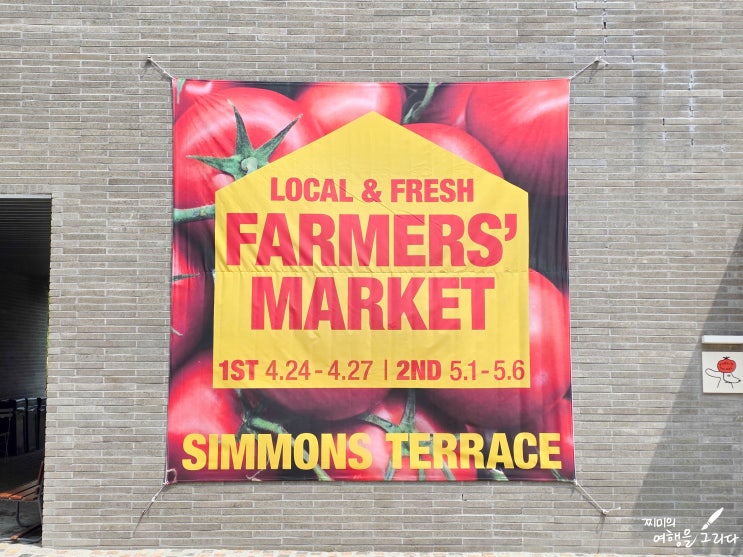 LOCAL & FRESH
FARMERS'
MARKET
1ST 4.24 - 4.27 | 2ND 5.1 - 5.6
SIMMONS TERRACE
찌미의
여행을 그리다